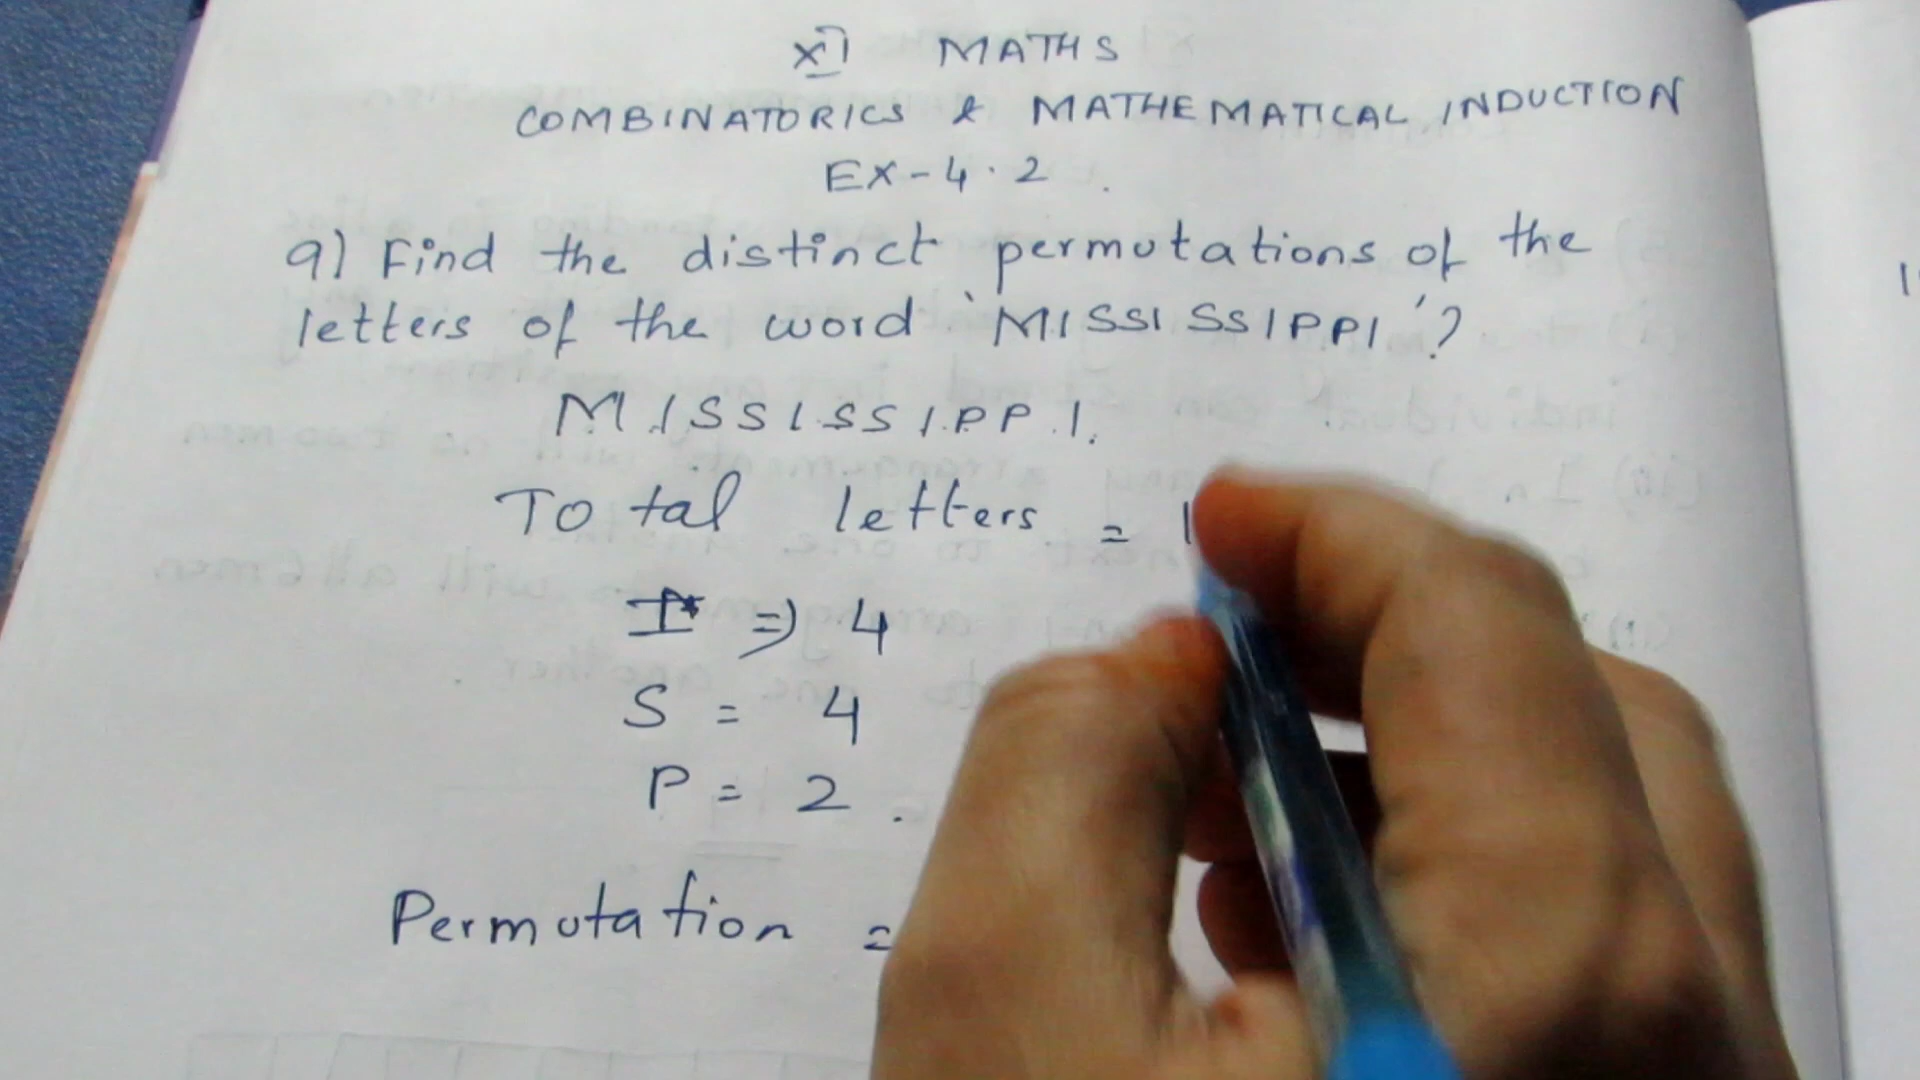 XI MATHS
COMBINATORICS & MATHEMATICAL INDUCTION
EX-4.2.
9) Find the distinct permutations of the
letters of the word 'MISSISSIPPI'?
MISSISSIPPI.
Total letters = 1
I => 4
S = 4
P = 2.
Permutation =